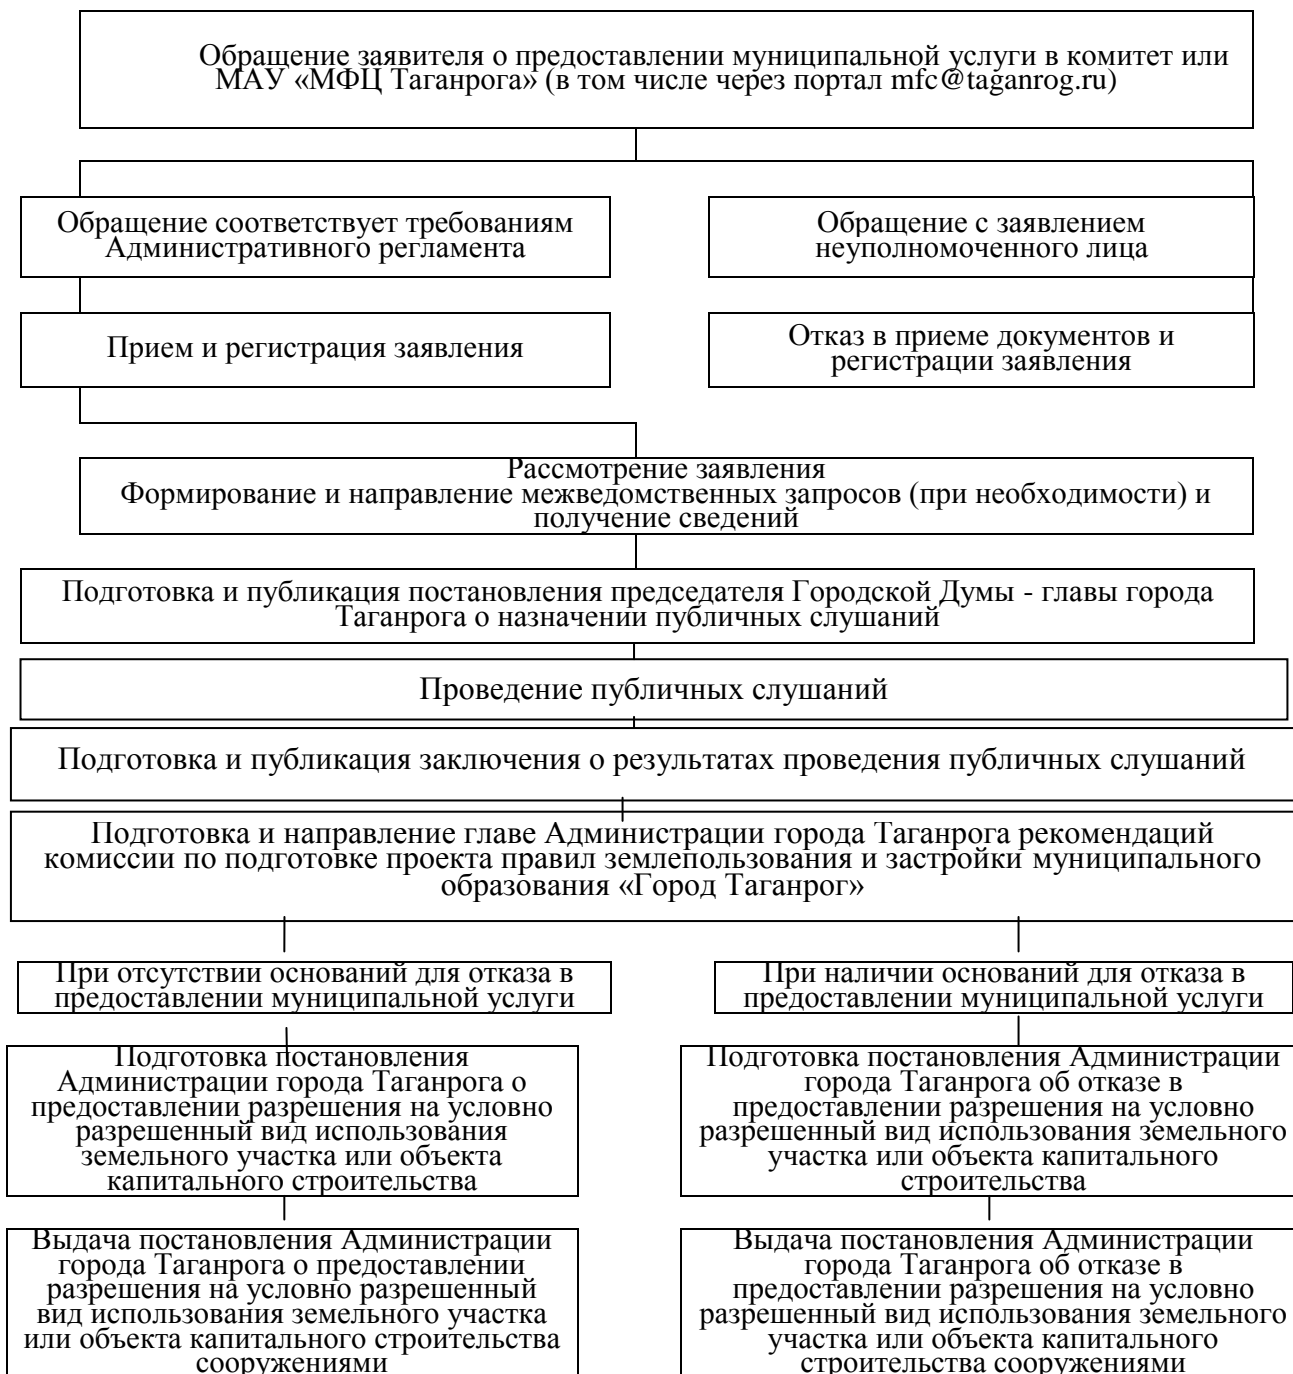 Обращение заявителя о предоставлении муниципальной услуги в комитет или
МАУ «МФЦ Таганрога» (в том числе через портал mfc@taganrog.ru)
Обращение соответствует требованиям
Административного регламента
Обращение с заявлением
неуполномоченного лица
Прием и регистрация заявления
Отказ в приеме документов и
регистрации заявления
Рассмотрение заявления
Формирование и направление межведомственных запросов (при необходимости) и
получение сведений
Подготовка и публикация постановления председателя Городской Думы - главы города
Таганрога о назначении публичных слушаний
Проведение публичных слушаний
Подготовка и публикация заключения о результатах проведения публичных слушаний
Подготовка и направление главе Администрации города Таганрога рекомендаций
комиссии по подготовке проекта правил землепользования и застройки муниципального
образования «Город Таганрог»
При отсутствии оснований для отказа в
предоставлении муниципальной услуги
При наличии оснований для отказа в
предоставлении муниципальной услуги
Подготовка постановления
Администрации города Таганрога о
предоставлении разрешения на условно
разрешенный вид использования
земельного участка или объекта
капитального строительства
Подготовка постановления Администрации
города Таганрога об отказе в
предоставлении разрешения на условно
разрешенный вид использования земельного
участка или объекта капитального
строительства
Выдача постановления Администрации
города Таганрога о предоставлении
разрешения на условно разрешенный
вид использования земельного участка
или объекта капитального строительства
сооружениями
Выдача постановления Администрации
города Таганрога об отказе в
предоставлении разрешения на условно
разрешенный вид использования земельного
участка или объекта капитального
строительства сооружениями